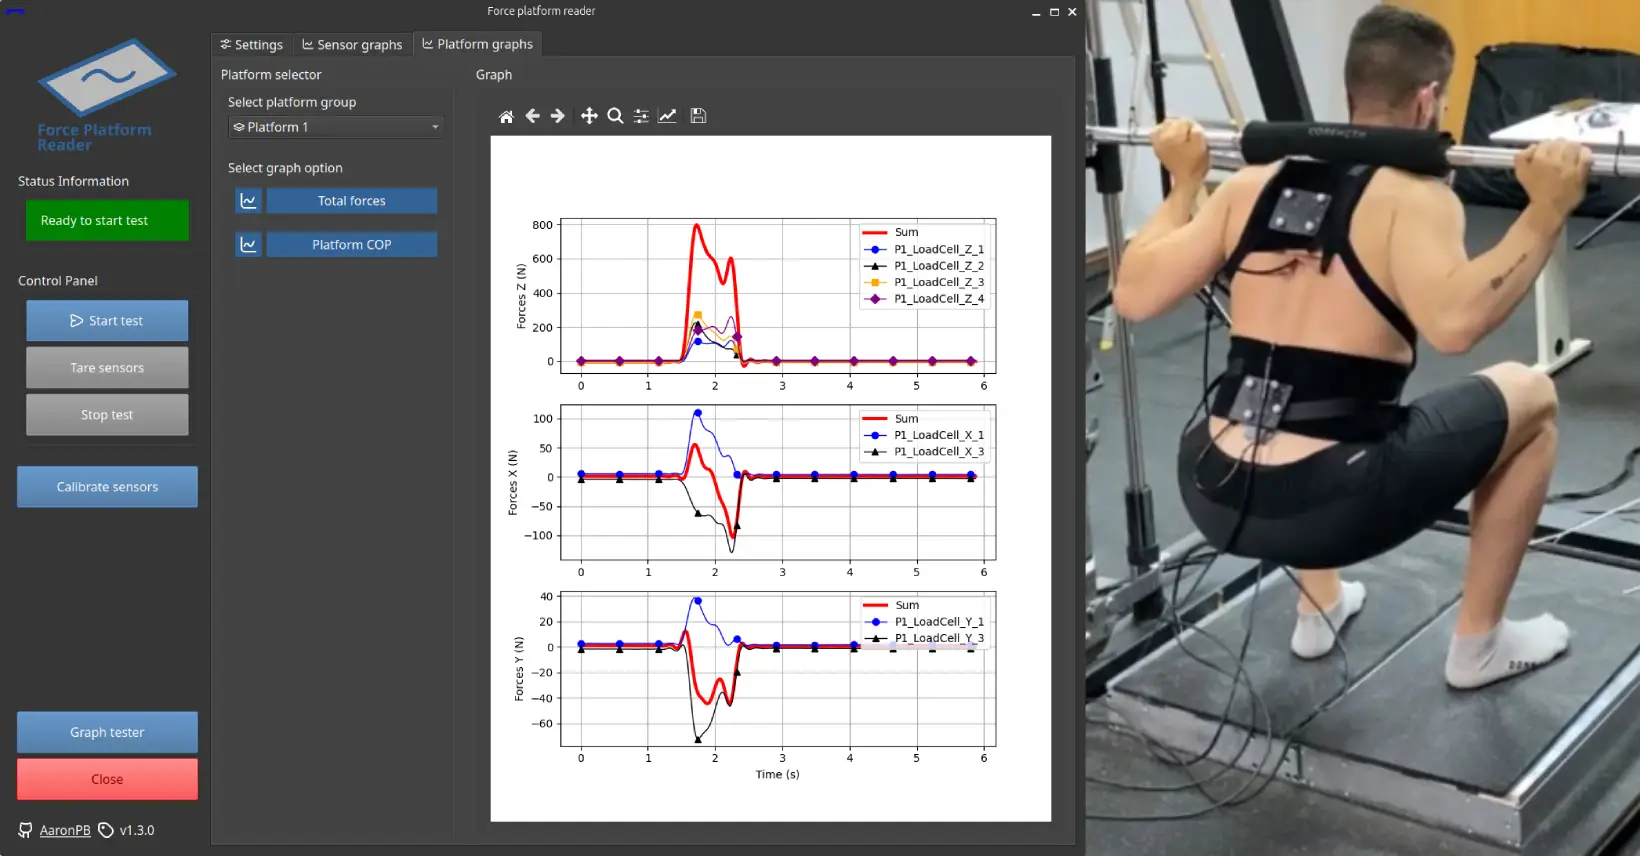 Force platform reader
Force Platform
Reader
Status Information
Ready to start test
Control Panel
Start test
Tare sensors
Stop test
Calibrate sensors
Graph tester
Close
AaronPB v1.3.0
Settings
Sensor graphs
Platform graphs
Platform selector
Select platform group
Platform 1
Select graph option
Total forces
Platform COP
Graph
Forces Z (N)
800
600
400
200
0
0 1 2 3 4 5 6
Sum
P1_LoadCell_Z_1
P1_LoadCell_Z_2
P1_LoadCell_Z_3
P1_LoadCell_Z_4
Forces X (N)
100
50
0
−50
−100
0 1 2 3 4 5 6
Sum
P1_LoadCell_X_1
P1_LoadCell_X_3
Forces Y (N)
40
20
0
−20
−40
−60
0 1 2 3 4 5 6
Sum
P1_LoadCell_Y_1
P1_LoadCell_Y_3
Time (s)